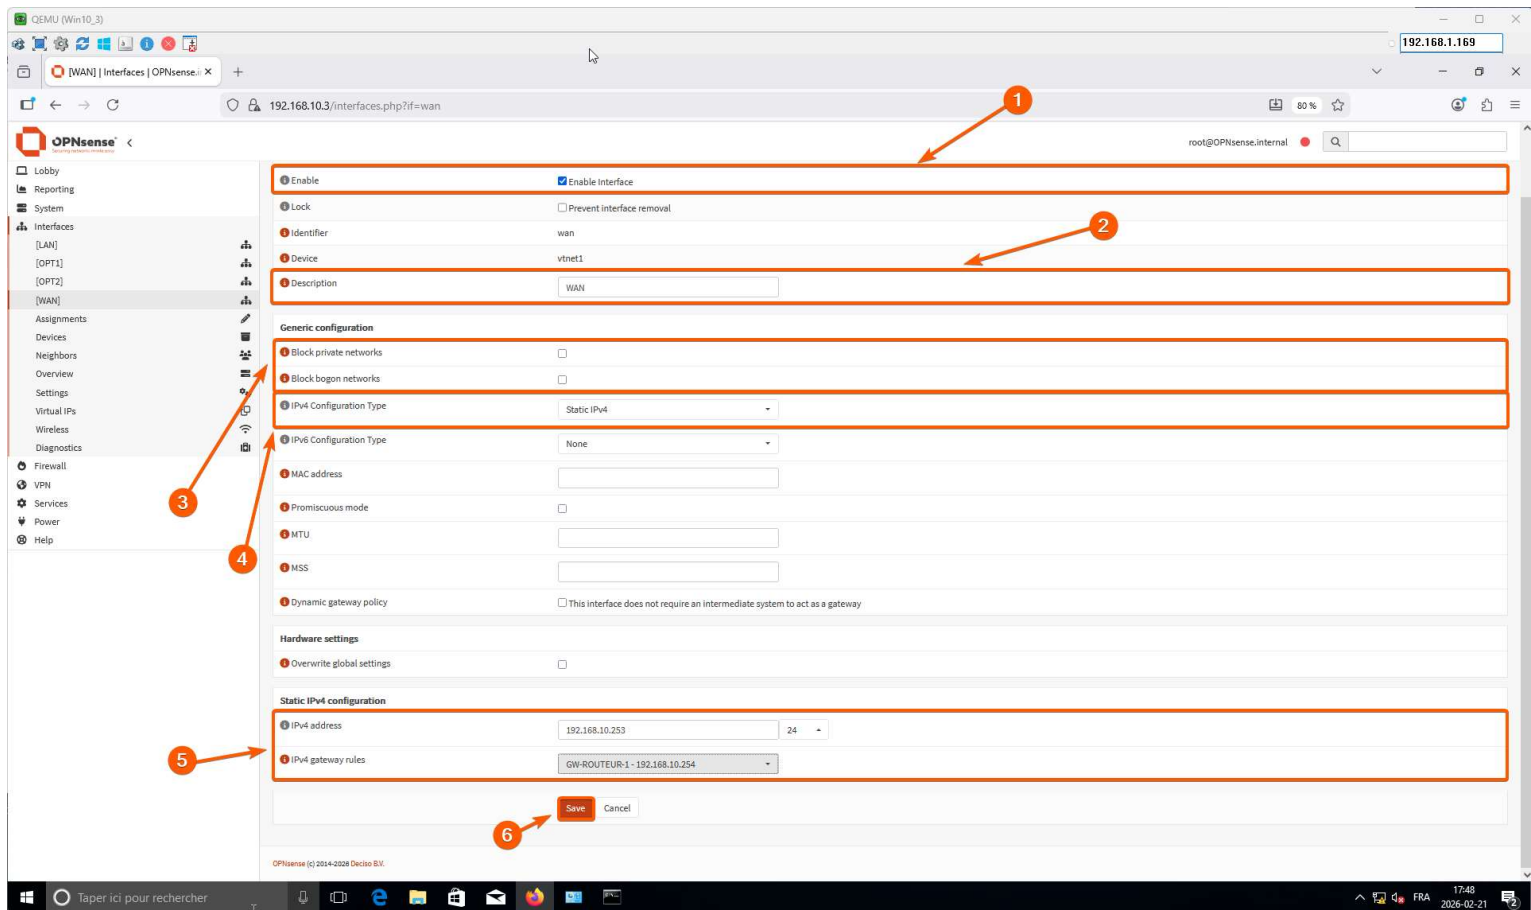 QEMU (Win10_3)
192.168.1.169
[WAN] | Interfaces | OPNsense.i
192.168.10.3/interfaces.php?if=wan
80 %
1
OPNsense
root@OPNsense.internal
Lobby
Reporting
System
Interfaces
[LAN]
[OPT1]
[OPT2]
[WAN]
Assignments
Devices
Neighbors
Overview
Settings
Virtual IPs
Wireless
Diagnostics
Firewall
VPN
Services
Power
Help
Enable
Enable Interface
Lock
Prevent interface removal
2
Identifier
wan
Device
vtnet1
Description
WAN
Generic configuration
Block private networks
Block bogon networks
3
IPv4 Configuration Type
Static IPv4
4
IPv6 Configuration Type
None
MAC address
Promiscuous mode
MTU
MSS
Dynamic gateway policy
This interface does not require an intermediate system to act as a gateway
Hardware settings
Overwrite global settings
Static IPv4 configuration
5
IPv4 address
192.168.10.253
24
IPv4 gateway rules
GW-ROUTEUR-1 - 192.168.10.254
Save
Cancel
6
OPNsense (c) 2014-2026 Deciso B.V.
Taper ici pour rechercher
FRA
17:48
2026-02-21
2